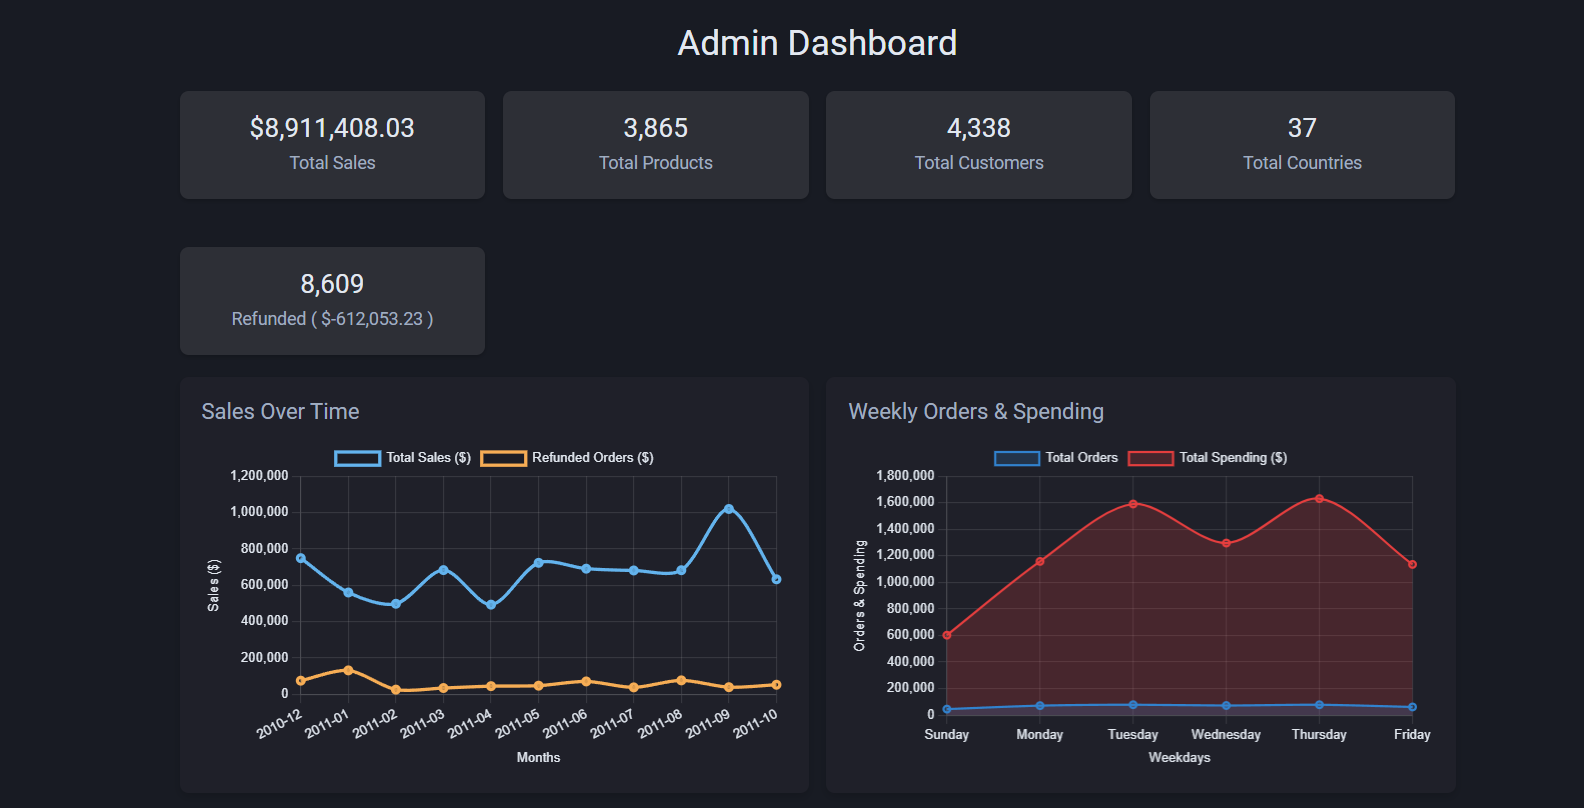 Admin Dashboard
$8,911,408.03
Total Sales
3,865
Total Products
4,338
Total Customers
37
Total Countries
8,609
Refunded ( $-612,053.23 )
Sales Over Time
Total Sales ($)
Refunded Orders ($)
Sales ($)
1,200,000
1,000,000
800,000
600,000
400,000
200,000
0
2010-12
2011-01
2011-02
2011-03
2011-04
2011-05
2011-06
2011-07
2011-08
2011-09
2011-10
Months
Weekly Orders & Spending
Total Orders
Total Spending ($)
Orders & Spending
1,800,000
1,600,000
1,400,000
1,200,000
1,000,000
800,000
600,000
400,000
200,000
0
Sunday
Monday
Tuesday
Wednesday
Thursday
Friday
Weekdays